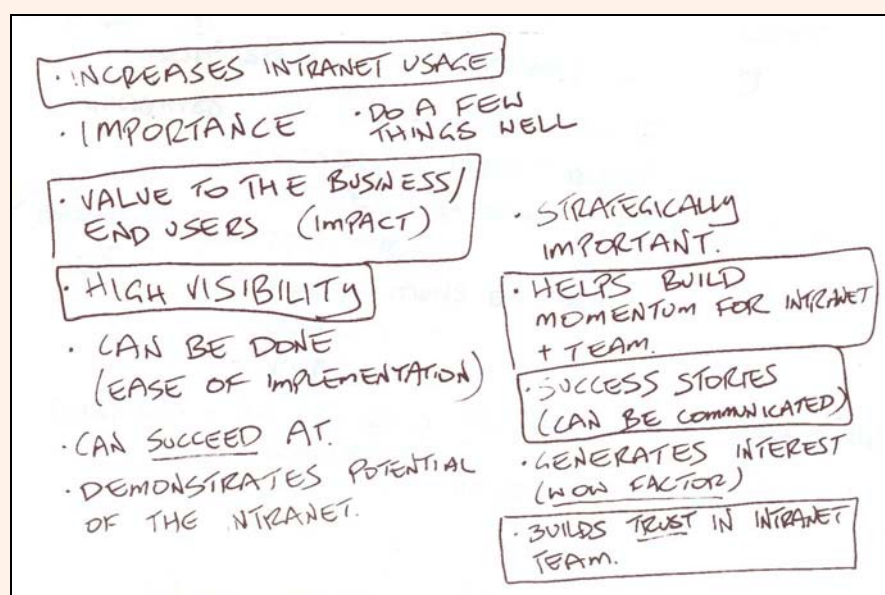 · INCREASES INTRANET USAGE
· IMPORTANCE
· DO A FEW
THINGS WELL
· VALUE TO THE BUSINESS/
END USERS (IMPACT)
· HIGH VISIBILITY
· CAN BE DONE
(EASE OF IMPLEMENTATION)
· CAN SUCCEED AT.
· DEMONSTRATES POTENTIAL
OF THE NTRANET.
· STRATEGICALLY
IMPORTANT.
· HELPS BUILD
MOMENTUM FOR INTRANET
+ TEAM.
· SUCCESS STORIES
(CAN BE COMMUNICATED)
· GENERATES INTEREST
(WOW FACTOR)
· BUILDS TRUST IN INTRANET
TEAM.